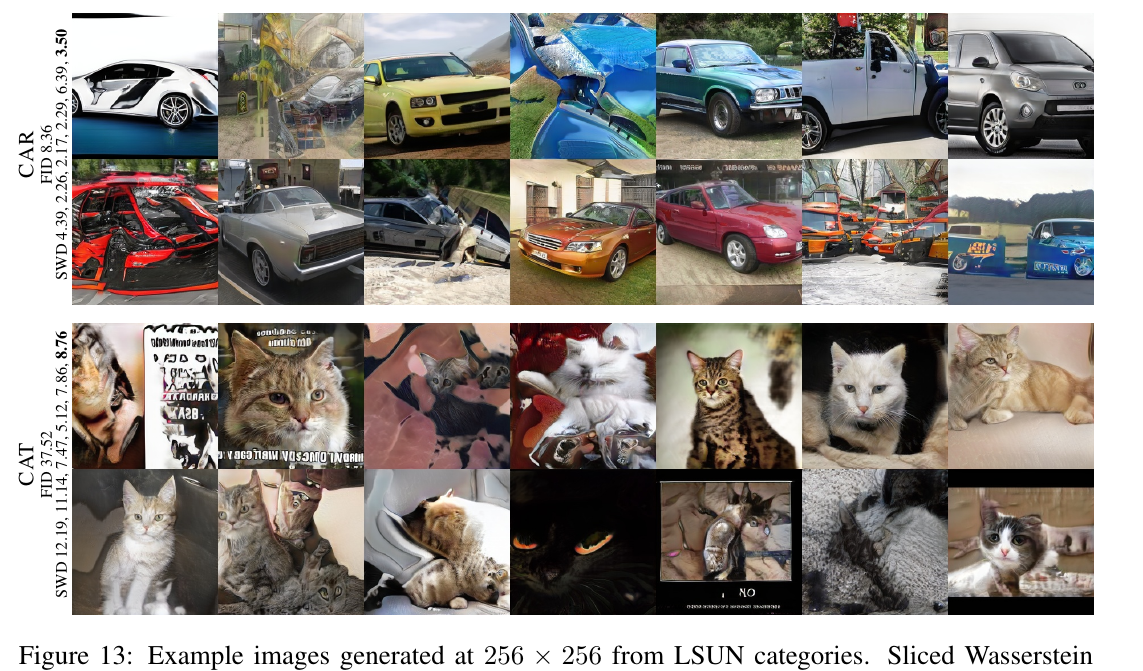 CAR
FID 8.36
SWD 4.39, 2.26, 2.17, 2.29, 6.39, 3.50
CAT
FID 37.52
SWD 12.19, 11.14, 7.47, 5.12, 7.86, 8.76
NO
Figure 13: Example images generated at 256 × 256 from LSUN categories. Sliced Wasserstein